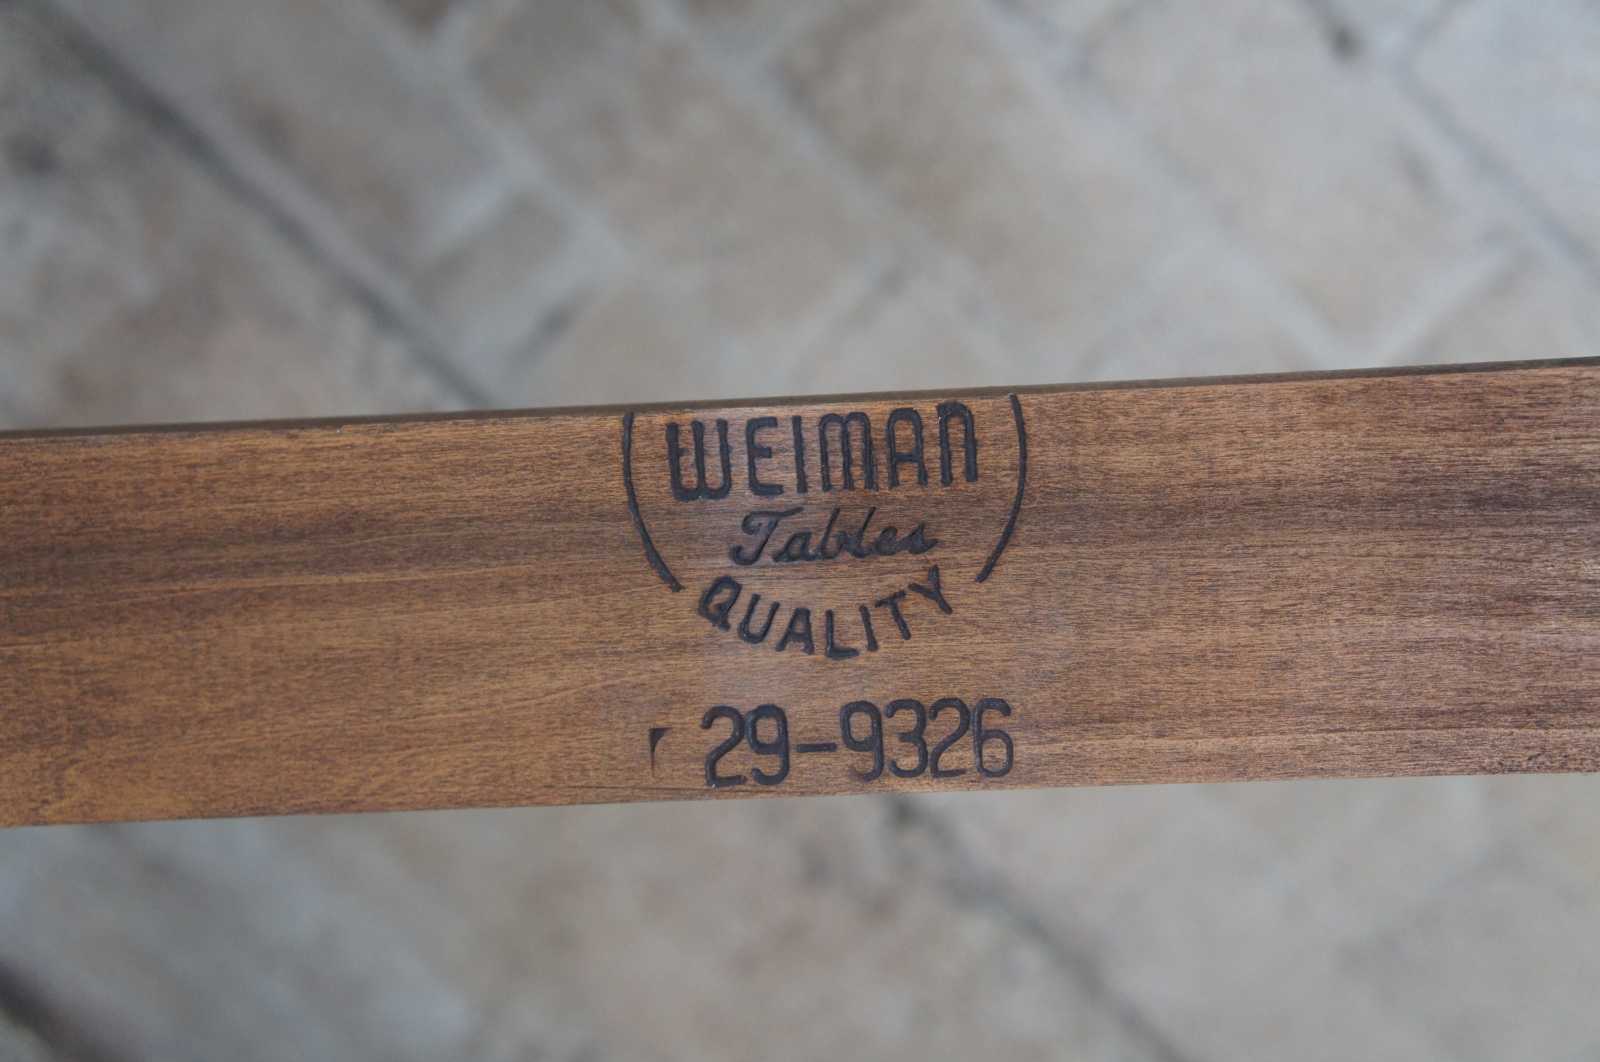 WEIMAN
Tables
QUALITY
29-9326